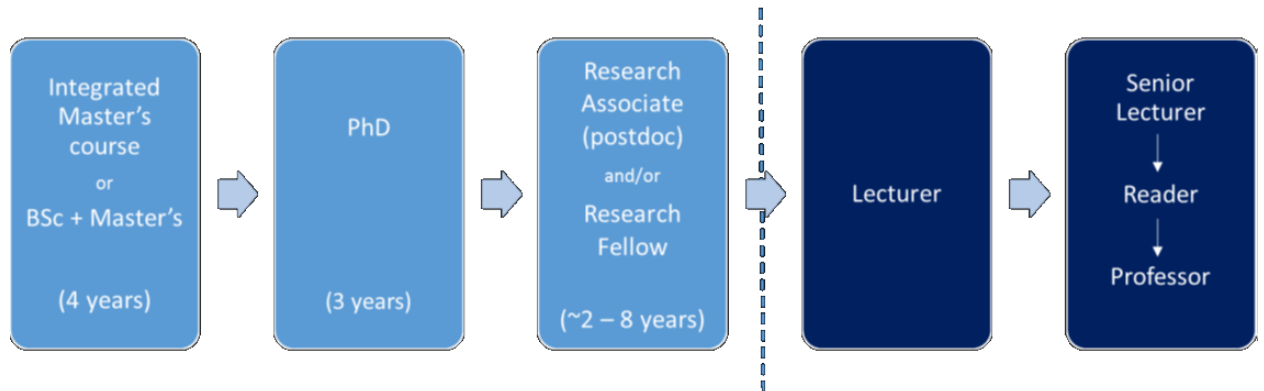 Integrated
Master’s
course
or
BSc + Master’s
(4 years)
PhD
(3 years)
Research
Associate
(postdoc)
and/or
Research
Fellow
(~2 – 8 years)
Lecturer
Senior
Lecturer
Reader
Professor